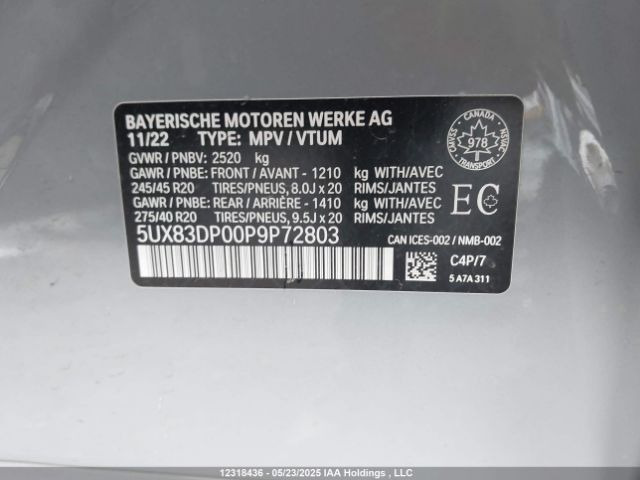 BAYERISCHE MOTOREN WERKE AG
11/22 TYPE: MPV / VTUM
GVWR / PNBV: 2520 kg
GAWR / PNBE: FRONT / AVANT - 1210 kg WITH/AVEC
245/45 R20 TIRES/PNEUS, 8.0J x 20 RIMS/JANTES
GAWR / PNBE: REAR / ARRIÈRE - 1410 kg WITH/AVEC
275/40 R20 TIRES/PNEUS, 9.5J x 20 RIMS/JANTES
5UX83DP00P9P72803
CANADA
CMVSS
978
NSVAC
TRANSPORT
EC
CAN ICES-002 / NMB-002
C4P/7
5 A7A 311
12318436 - 05/23/2025 IAA Holdings , LLC